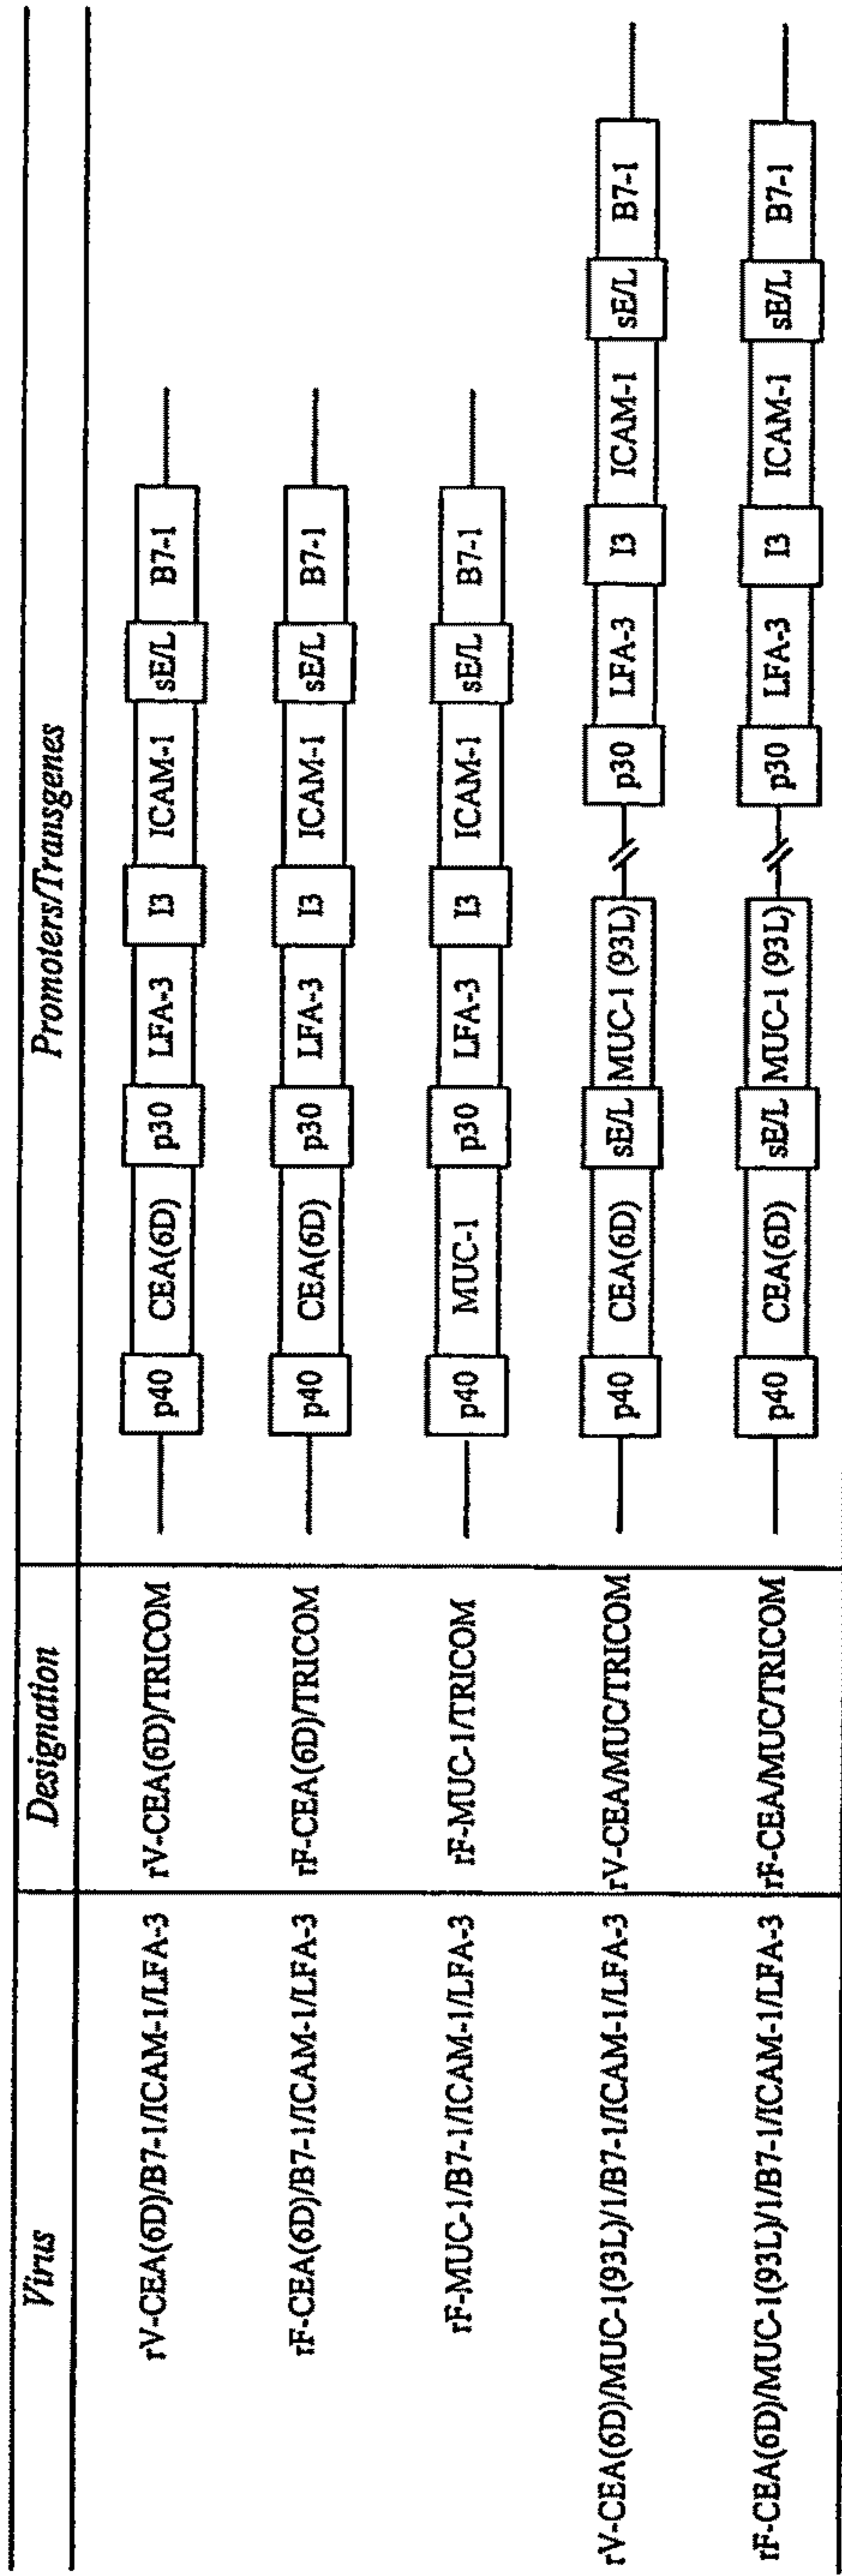 Virus Designation Promoters/Transgenes
rV-CEA(6D)/B7-1/ICAM-1/LFA-3 rV-CEA(6D)/TRICOM p40 CEA(6D) p30 LFA-3 I3 ICAM-1 sE/L B7-1
rF-CEA(6D)/B7-1/ICAM-1/LFA-3 rF-CEA(6D)/TRICOM p40 CEA(6D) p30 LFA-3 I3 ICAM-1 sE/L B7-1
rF-MUC-1/B7-1/ICAM-1/LFA-3 rF-MUC-1/TRICOM p40 MUC-1 p30 LFA-3 I3 ICAM-1 sE/L B7-1
rV-CEA(6D)/MUC-1(93L)/1/B7-1/ICAM-1/LFA-3 rV-CEA/MUC/TRICOM p40 CEA(6D) sE/L MUC-1 (93L) p30 LFA-3 I3 ICAM-1 sE/L B7-1
rF-CEA(6D)/MUC-1(93L)/1/B7-1/ICAM-1/LFA-3 rF-CEA/MUC/TRICOM p40 CEA(6D) sE/L MUC-1 (93L) p30 LFA-3 I3 ICAM-1 sE/L B7-1